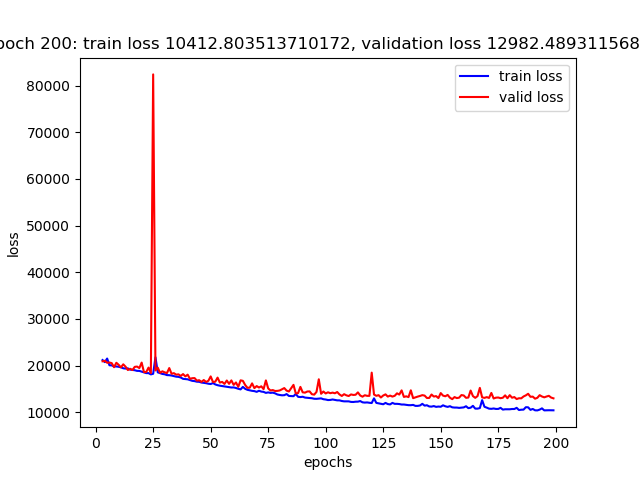 poch 200: train loss 10412.803513710172, validation loss 12982.489311568
train loss
valid loss
80000
70000
60000
50000
40000
30000
20000
10000
loss
0 25 50 75 100 125 150 175 200
epochs